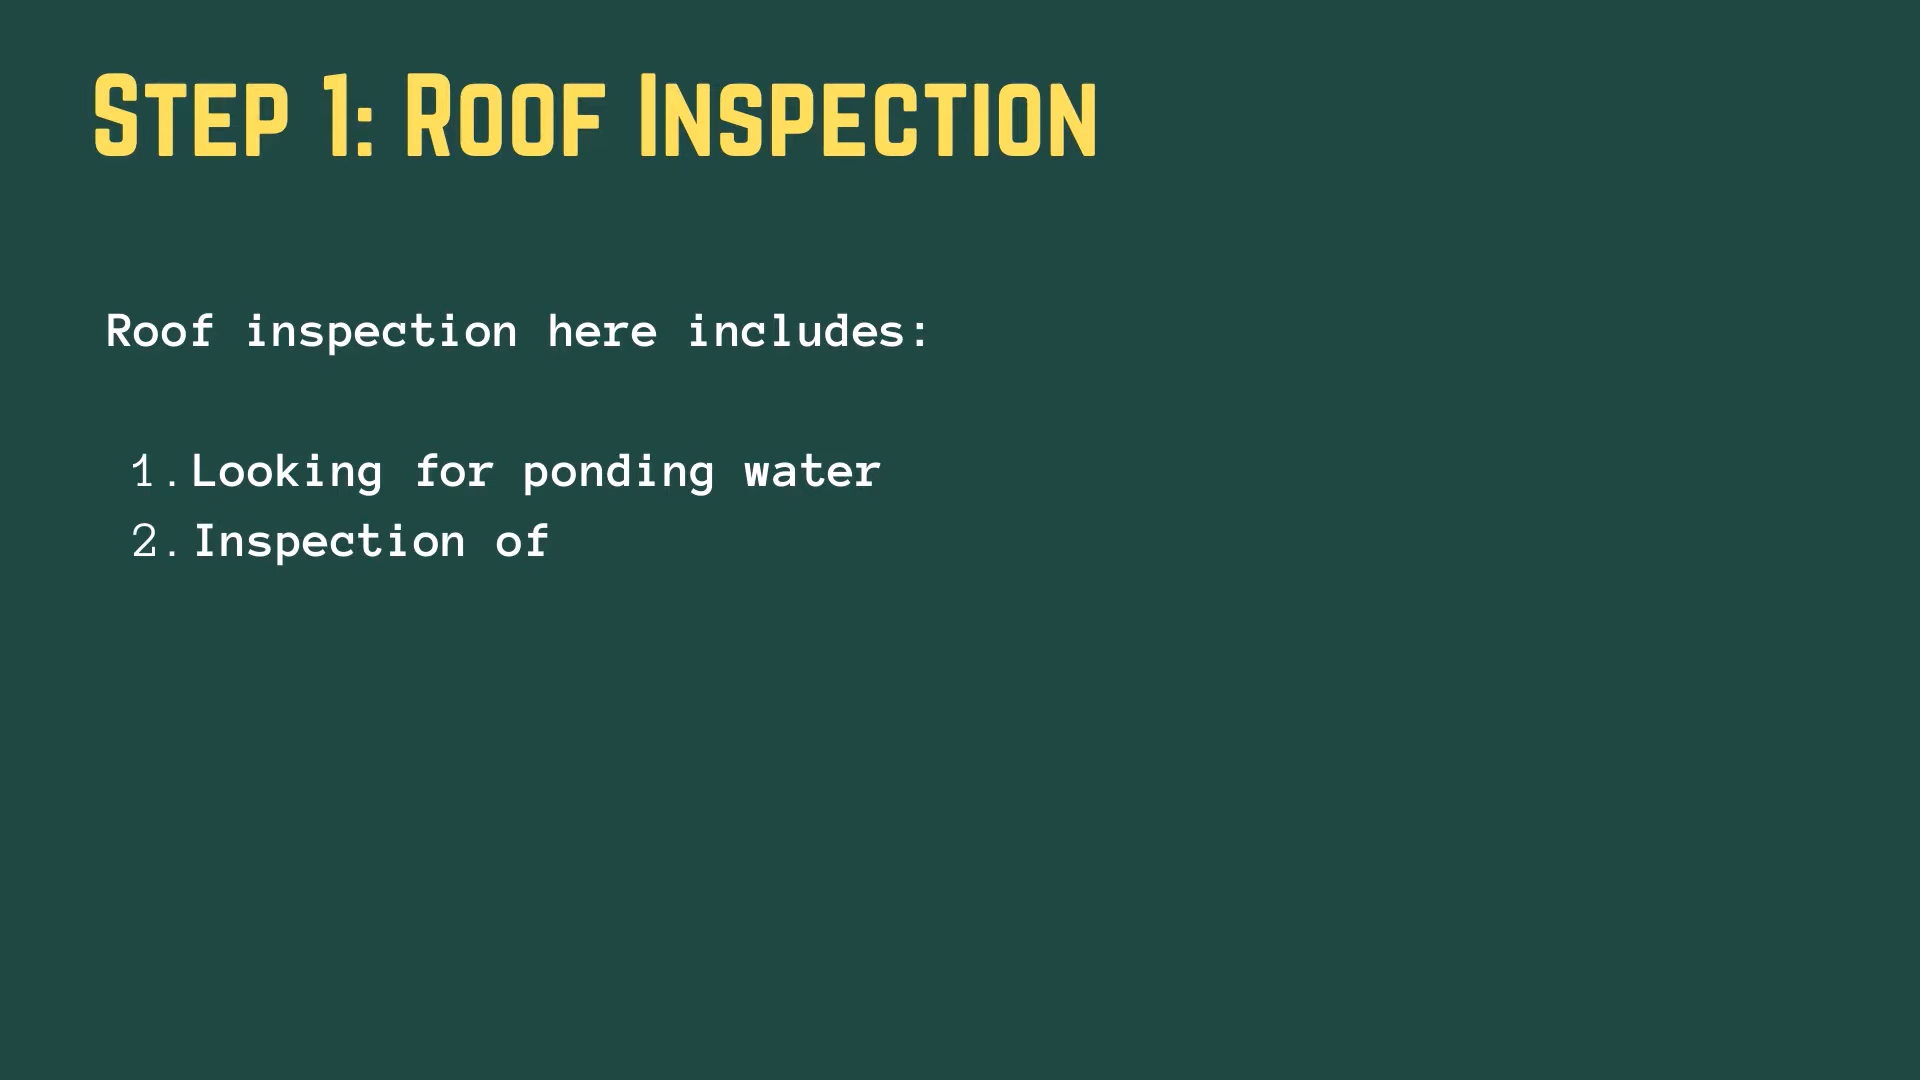 Step 1: Roof Inspection
Roof inspection here includes:
1. Looking for ponding water
2. Inspection of